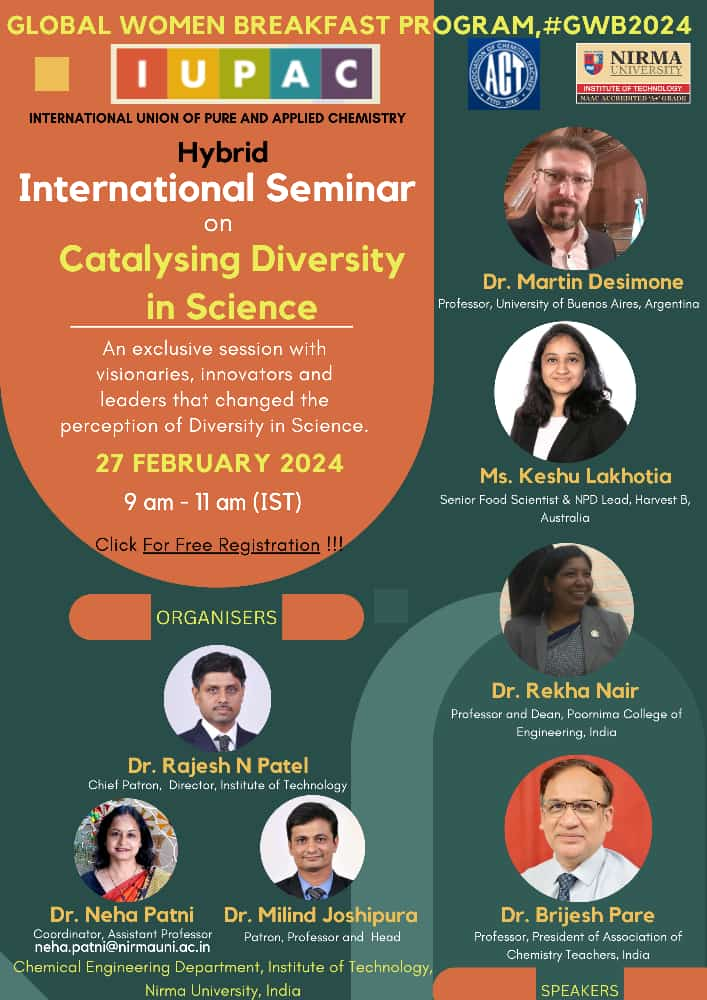 GLOBAL WOMEN BREAKFAST PROGRAM,#GWB2024
IUPAC
INTERNATIONAL UNION OF PURE AND APPLIED CHEMISTRY
ASSOCIATION OF CHEMISTRY TEACHERS
ACT
NIRMA
UNIVERSITY
INSTITUTE OF TECHNOLOGY
NAAC ACCREDITED 'A+' GRADE
Hybrid
International Seminar
on
Catalysing Diversity
in Science
An exclusive session with
visionaries, innovators and
leaders that changed the
perception of Diversity in Science.
27 FEBRUARY 2024
9 am - 11 am (IST)
Click For Free Registration !!!
Dr. Martin Desimone
Professor, University of Buenos Aires, Argentina
Ms. Keshu Lakhotia
Senior Food Scientist & NPD Lead, Harvest B,
Australia
Dr. Rekha Nair
Professor and Dean, Poornima College of
Engineering, India
Dr. Brijesh Pare
Professor, President of Association of
Chemistry Teachers, India
SPEAKERS
ORGANISERS
Dr. Rajesh N Patel
Chief Patron, Director, Institute of Technology
Dr. Neha Patni
Coordinator, Assistant Professor
neha.patni@nirmauni.ac.in
Dr. Milind Joshipura
Patron, Professor and Head
Chemical Engineering Department, Institute of Technology,
Nirma University, India